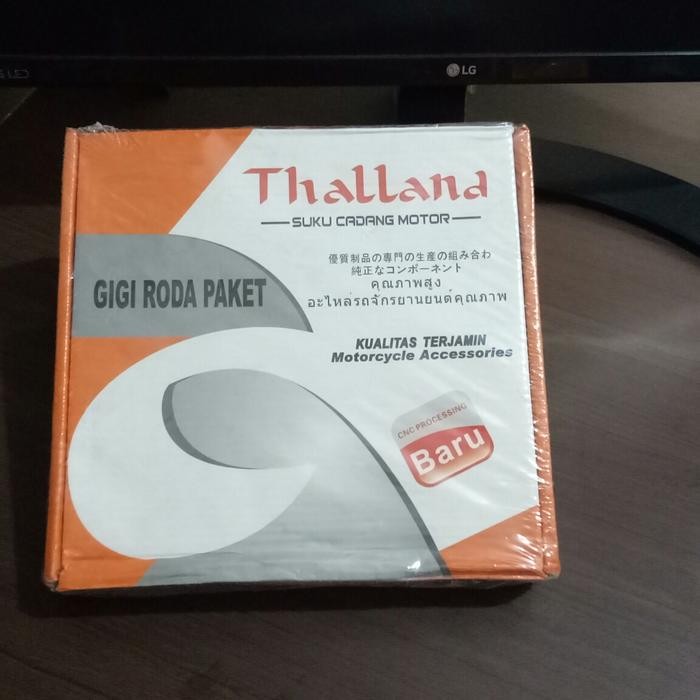 LG
Thalland
SUKU CADANG MOTOR
優質制品の專門の生産の組み合わ
純正なコンポーネント
คุณภาพสูง
อะไหล่รถจักรยานยนต์คุณภาพ
GIGI RODA PAKET
KUALITAS TERJAMIN
Motorcycle Accessories
CNC PROCESSING
Baru